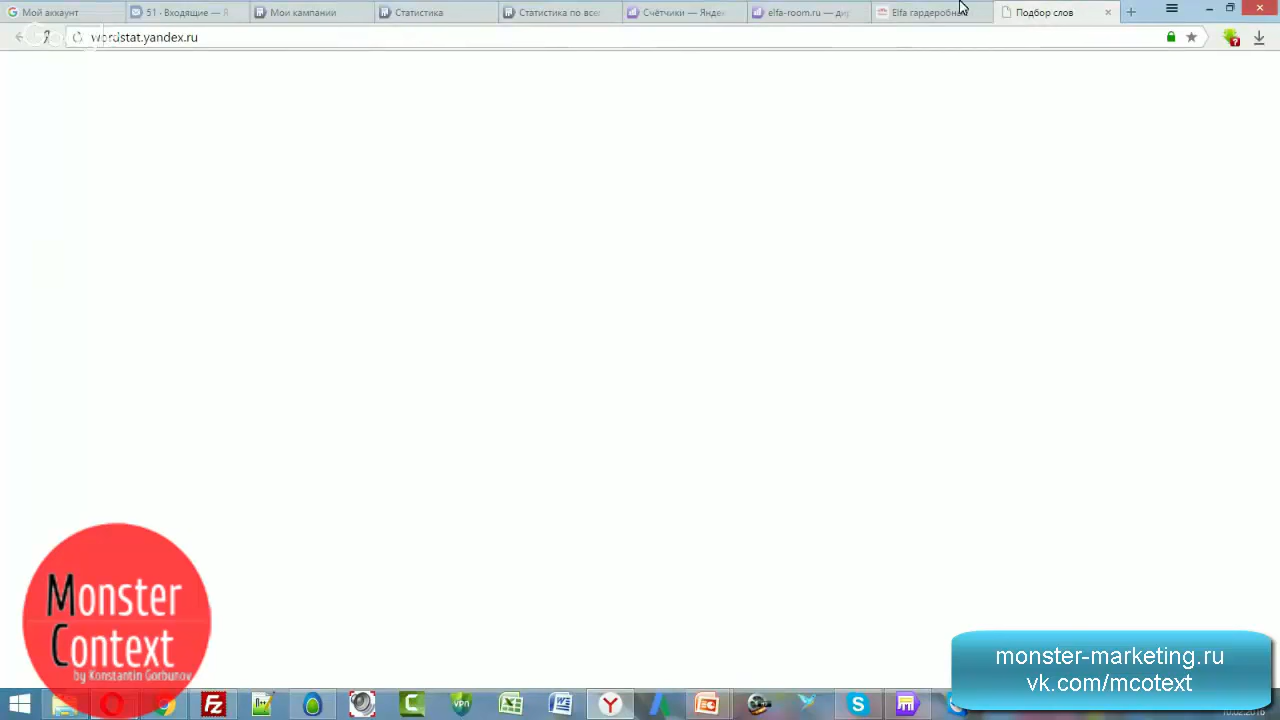 Мой аккаунт
51 · Входящие — Я
Мои кампании
Статистика
Статистика по всем
Счётчики — Яндек
elfa-room.ru — ди
Elfa гардеробн
Подбор слов
wordstat.yandex.ru
Monster
Context
by Konstantin Gorbunov
monster-marketing.ru
vk.com/mcotext